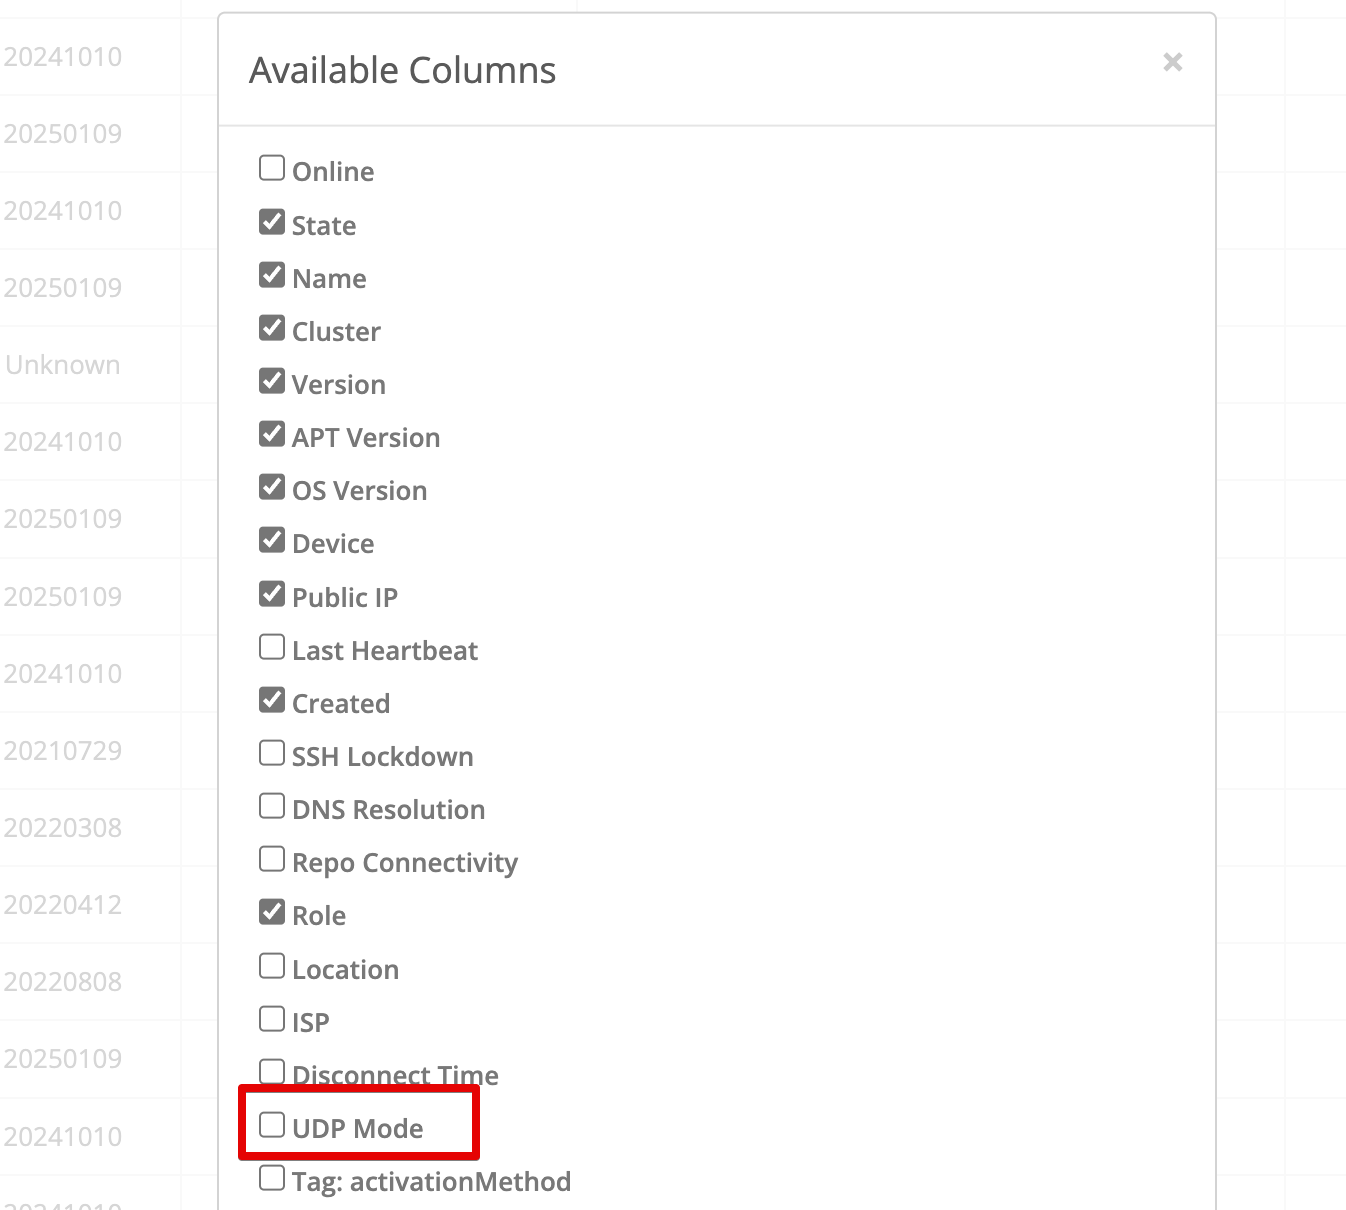 Available Columns
×
Online
State
Name
Cluster
Version
APT Version
OS Version
Device
Public IP
Last Heartbeat
Created
SSH Lockdown
DNS Resolution
Repo Connectivity
Role
Location
ISP
Disconnect Time
UDP Mode
Tag: activationMethod
20241010
20250109
20241010
20250109
Unknown
20241010
20250109
20250109
20241010
20210729
20220308
20220412
20220808
20250109
20241010
20241010